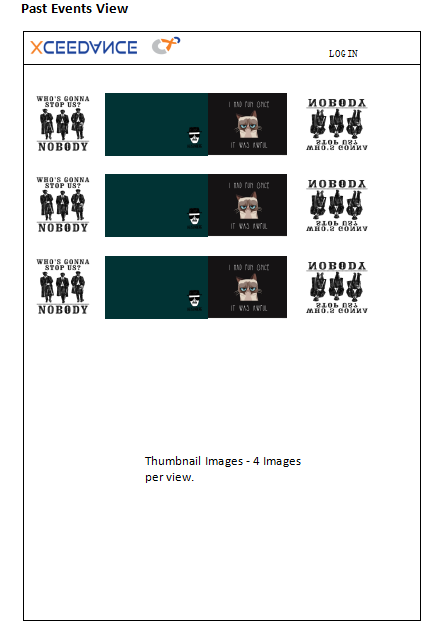 Past Events View
XCEEDANCE
LOGIN
WHO'S GONNA
STOP US?
NOBODY
I HAD FUN ONCE
IT WAS AWFUL
NOBODY
STOP US?
WHO'S GONNA
WHO'S GONNA
STOP US?
NOBODY
I HAD FUN ONCE
IT WAS AWFUL
NOBODY
STOP US?
WHO'S GONNA
WHO'S GONNA
STOP US?
NOBODY
I HAD FUN ONCE
IT WAS AWFUL
NOBODY
STOP US?
WHO'S GONNA
Thumbnail Images - 4 Images
per view.